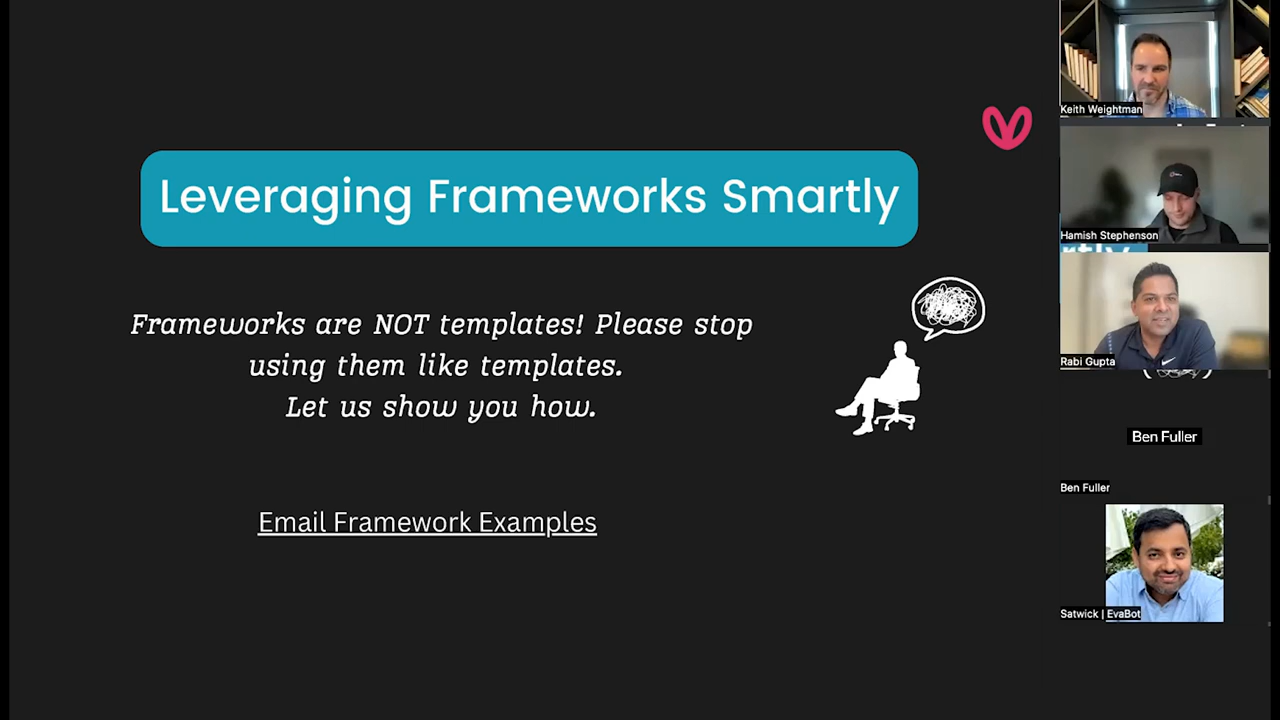 Leveraging Frameworks Smartly
Frameworks are NOT templates! Please stop
using them like templates.
Let us show you how.
Email Framework Examples
Keith Weightman
Hamish Stephenson
Rabi Gupta
Ben Fuller
Ben Fuller
Satwick | EvaBot